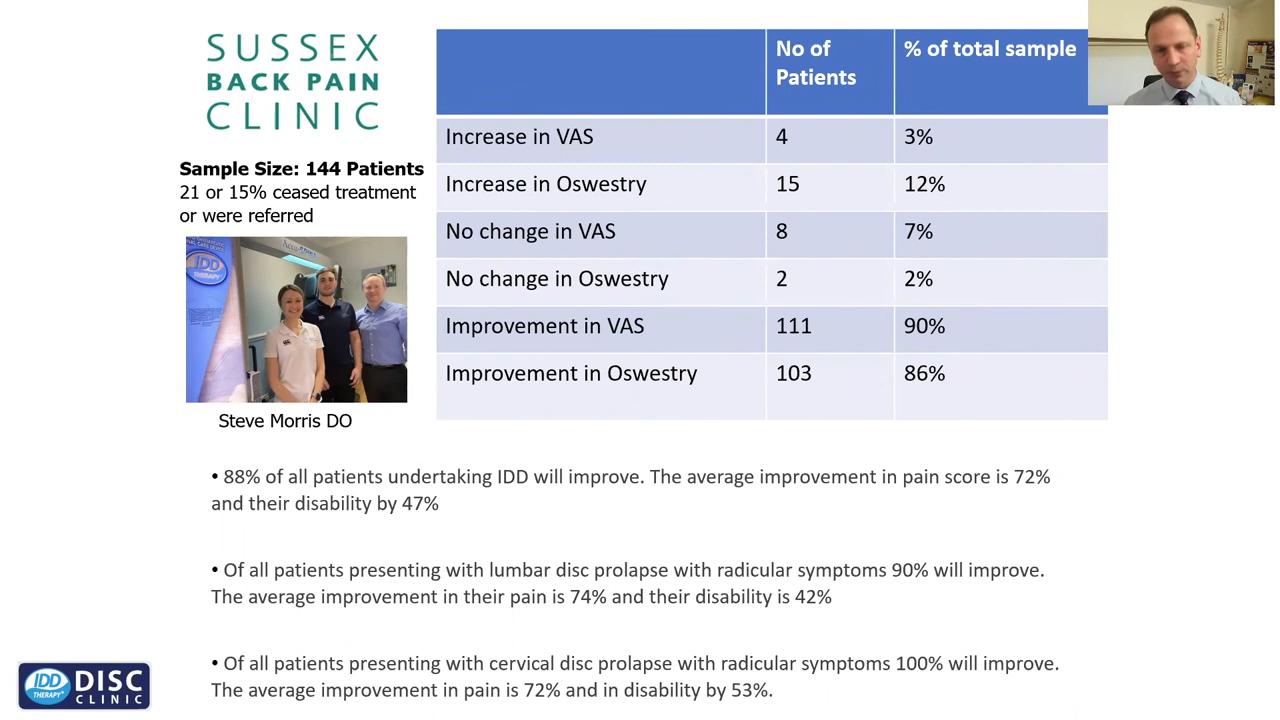 SUSSEX
BACK PAIN
CLINIC
Sample Size: 144 Patients
21 or 15% ceased treatment
or were referred
IDD
THERAPY
Steve Morris DO
No of Patients % of total sample
Increase in VAS 4 3%
Increase in Oswestry 15 12%
No change in VAS 8 7%
No change in Oswestry 2 2%
Improvement in VAS 111 90%
Improvement in Oswestry 103 86%
• 88% of all patients undertaking IDD will improve. The average improvement in pain score is 72%
and their disability by 47%
• Of all patients presenting with lumbar disc prolapse with radicular symptoms 90% will improve.
The average improvement in their pain is 74% and their disability is 42%
• Of all patients presenting with cervical disc prolapse with radicular symptoms 100% will improve.
The average improvement in pain is 72% and in disability by 53%.
IDD
THERAPY®
DISC
CLINIC